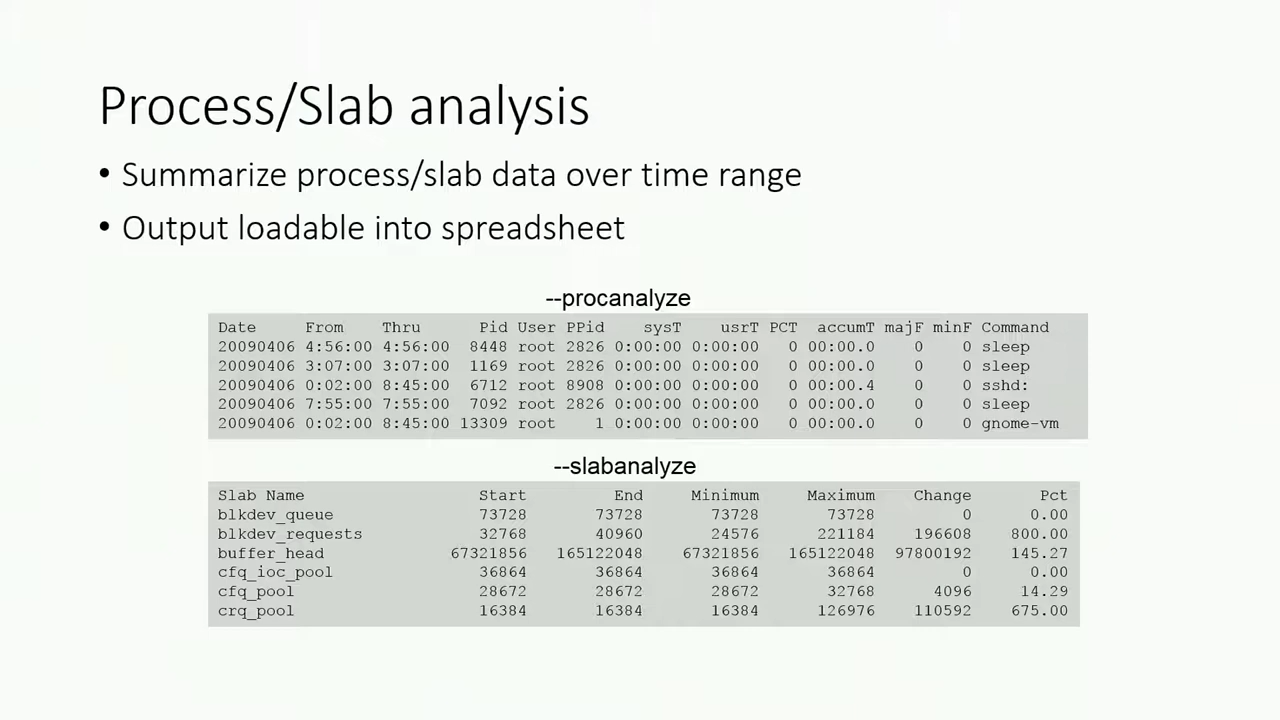 Process/Slab analysis
• Summarize process/slab data over time range
• Output loadable into spreadsheet
--procanalyze
Date From Thru Pid User PPid sysT usrT PCT accumT majF minF Command
20090406 4:56:00 4:56:00 8448 root 2826 0:00:00 0:00:00 0 00:00.0 0 0 sleep
20090406 3:07:00 3:07:00 1169 root 2826 0:00:00 0:00:00 0 00:00.0 0 0 sleep
20090406 0:02:00 8:45:00 6712 root 8908 0:00:00 0:00:00 0 00:00.4 0 0 sshd:
20090406 7:55:00 7:55:00 7092 root 2826 0:00:00 0:00:00 0 00:00.0 0 0 sleep
20090406 0:02:00 8:45:00 13309 root 1 0:00:00 0:00:00 0 00:00.0 0 0 gnome-vm
--slabanalyze
Slab Name Start End Minimum Maximum Change Pct
blkdev_queue 73728 73728 73728 73728 0 0.00
blkdev_requests 32768 40960 24576 221184 196608 800.00
buffer_head 67321856 165122048 67321856 165122048 97800192 145.27
cfq_ioc_pool 36864 36864 36864 36864 0 0.00
cfq_pool 28672 28672 28672 32768 4096 14.29
crq_pool 16384 16384 16384 126976 110592 675.00